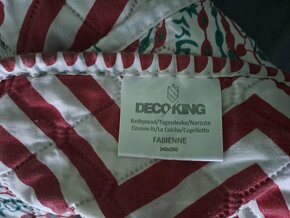 DECOKING
Bedspread/Tagesdecke/Narzuta
Couvre-lit/La Colcha/Copriletto
FABIENNE
240x260